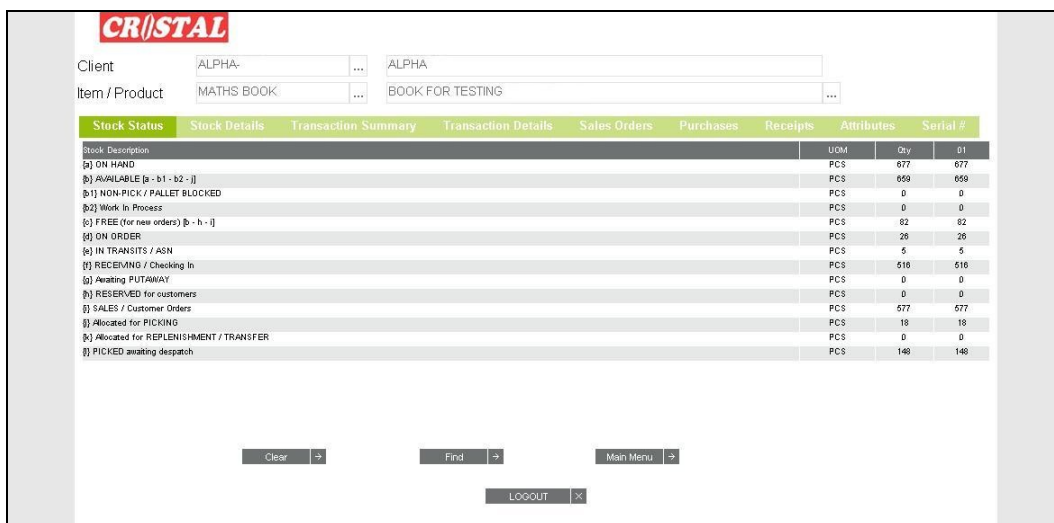 CRISTAL
Client ALPHA- ... ALPHA
Item / Product MATHS BOOK ... BOOK FOR TESTING ...
Stock Status Stock Details Transaction Summary Transaction Details Sales Orders Purchases Receipts Attributes Serial #
Stock Description UOM Qty 01
{a} ON HAND PCS 677 677
{b} AVAILABLE [a - b1 - b2 - j] PCS 659 659
{b1} NON-PICK / PALLET BLOCKED PCS 0 0
{b2} Work In Process PCS 0 0
{c} FREE (for new orders) [b - h - i] PCS 82 82
{d} ON ORDER PCS 26 26
{e} IN TRANSITS / ASN PCS 5 5
{f} RECEIVING / Checking In PCS 516 516
{g} Awaiting PUTAWAY PCS 0 0
{h} RESERVED for customers PCS 0 0
{i} SALES / Customer Orders PCS 577 577
{j} Allocated for PICKING PCS 18 18
{k} Allocated for REPLENISHMENT / TRANSFER PCS 0 0
{l} PICKED awaiting despatch PCS 148 148
Clear → Find → Main Menu →
LOGOUT ×